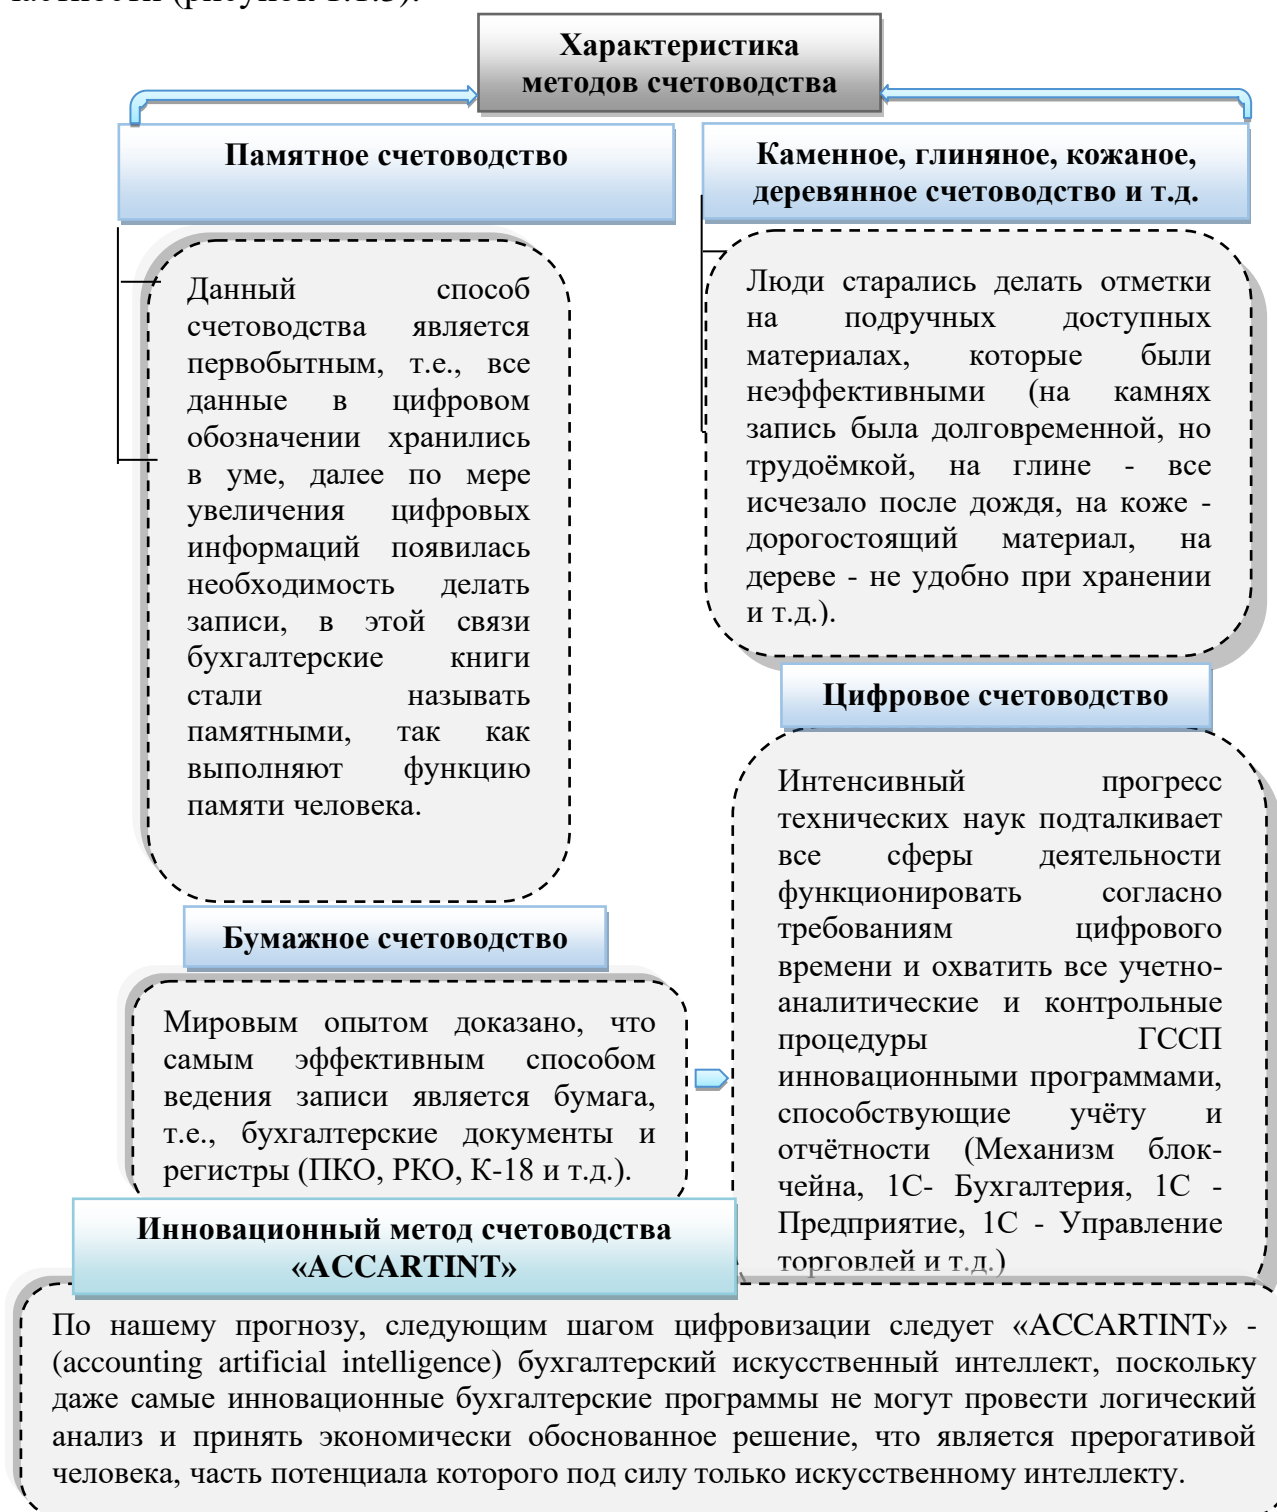 частности (рисунок 1.1.3).
Характеристика
методов счетоводства
Памятное счетоводство
Данный способ
счетоводства является
первобытным, т.е., все
данные в цифровом
обозначении хранились
в уме, далее по мере
увеличения цифровых
информаций появилась
необходимость делать
записи, в этой связи
бухгалтерские книги
стали называть
памятными, так как
выполняют функцию
памяти человека.
Каменное, глиняное, кожаное,
деревянное счетоводство и т.д.
Люди старались делать отметки
на подручных доступных
материалах, которые были
неэффективными (на камнях
запись была долговременной, но
трудоёмкой, на глине - все
исчезало после дождя, на коже -
дорогостоящий материал, на
дереве - не удобно при хранении
и т.д.).
Бумажное счетоводство
Мировым опытом доказано, что
самым эффективным способом
ведения записи является бумага,
т.е., бухгалтерские документы и
регистры (ПКО, РКО, К-18 и т.д.).
Цифровое счетоводство
Интенсивный прогресс
технических наук подталкивает
все сферы деятельности
функционировать согласно
требованиям цифрового
времени и охватить все учетно-
аналитические и контрольные
процедуры ГССП
инновационными программами,
способствующие учёту и
отчётности (Механизм блок-
чейна, 1С- Бухгалтерия, 1С -
Предприятие, 1С - Управление
торговлей и т.д.)
Инновационный метод счетоводства
«ACCARTINT»
По нашему прогнозу, следующим шагом цифровизации следует «ACCARTINT» -
(accounting artificial intelligence) бухгалтерский искусственный интеллект, поскольку
даже самые инновационные бухгалтерские программы не могут провести логический
анализ и принять экономически обоснованное решение, что является прерогативой
человека, часть потенциала которого под силу только искусственному интеллекту.